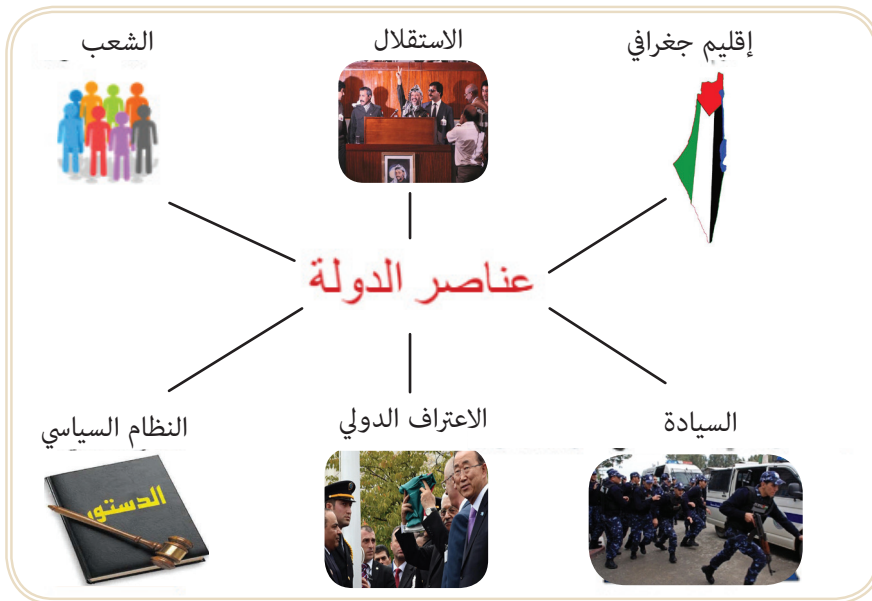 إقليم جغرافي
الاستقلال
الشعب
عناصر الدولة
السيادة
الاعتراف الدولي
النظام السياسي
الدستور